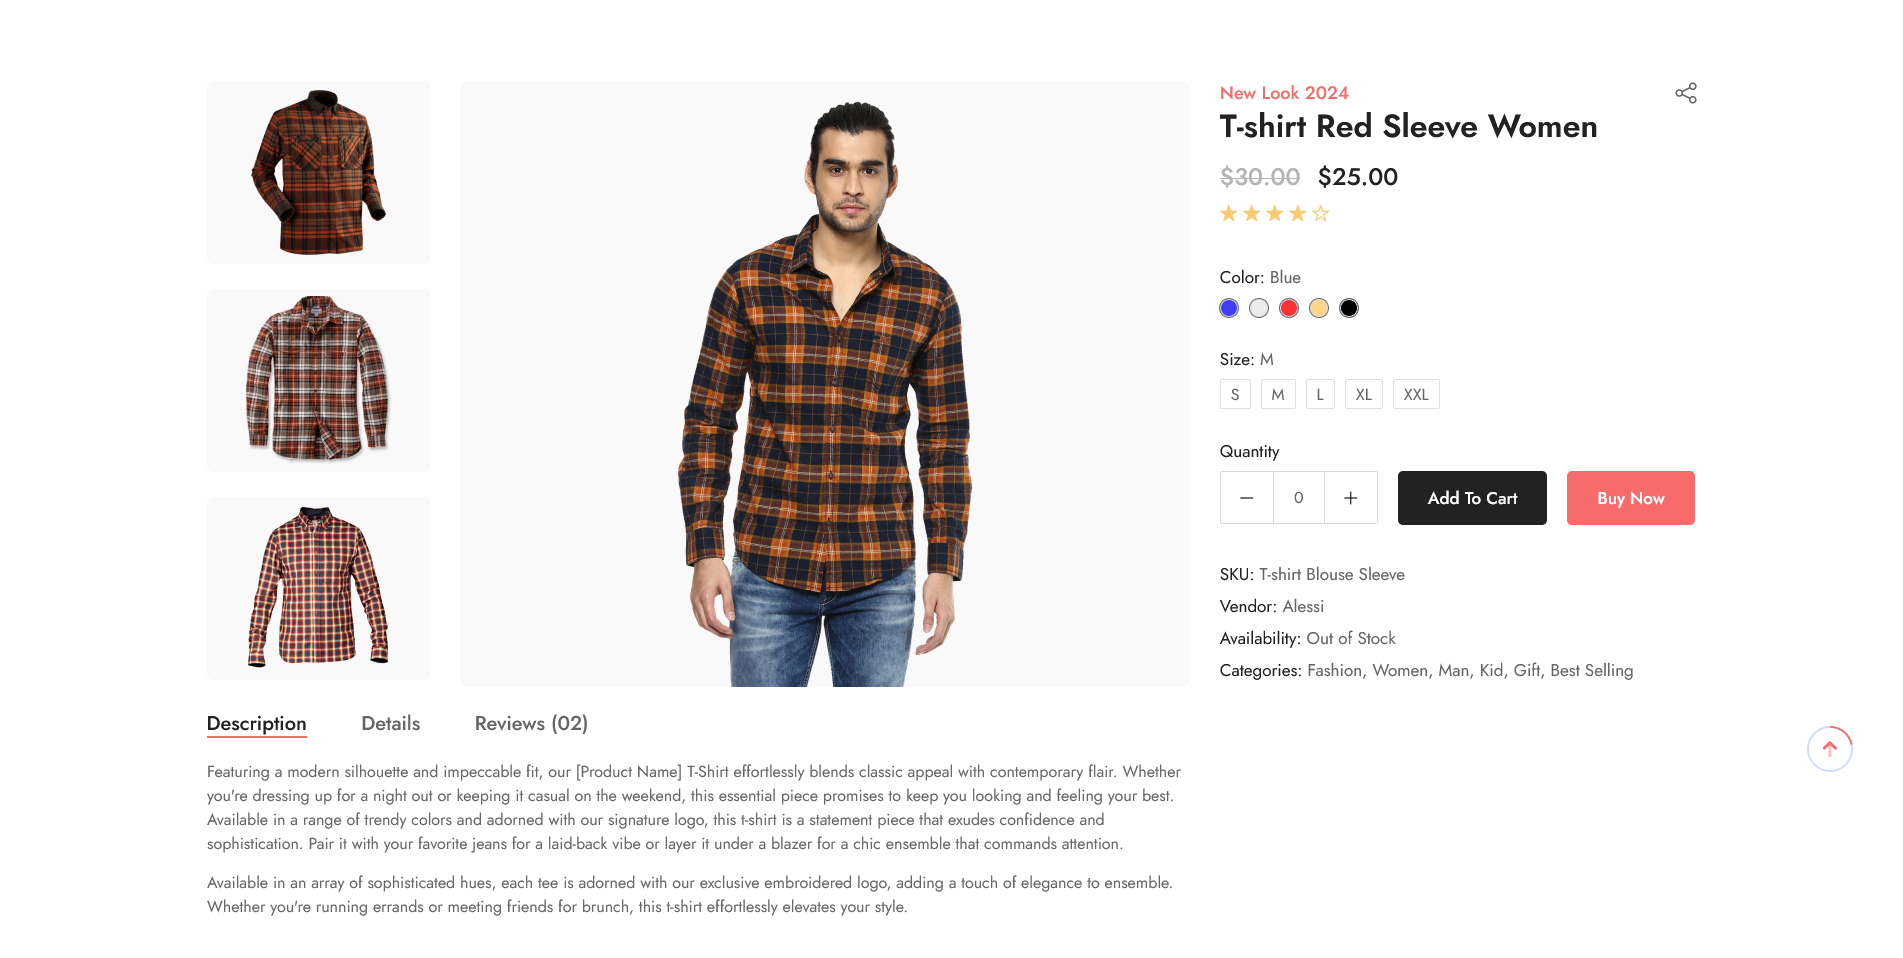 New Look 2024
T-shirt Red Sleeve Women
$30.00 $25.00
Color: Blue
Size: M
S M L XL XXL
Quantity
0 Add To Cart Buy Now
SKU: T-shirt Blouse Sleeve
Vendor: Alessi
Availability: Out of Stock
Categories: Fashion, Women, Man, Kid, Gift, Best Selling
Description Details Reviews (02)
Featuring a modern silhouette and impeccable fit, our [Product Name] T-Shirt effortlessly blends classic appeal with contemporary flair. Whether
you're dressing up for a night out or keeping it casual on the weekend, this essential piece promises to keep you looking and feeling your best.
Available in a range of trendy colors and adorned with our signature logo, this t-shirt is a statement piece that exudes confidence and
sophistication. Pair it with your favorite jeans for a laid-back vibe or layer it under a blazer for a chic ensemble that commands attention.
Available in an array of sophisticated hues, each tee is adorned with our exclusive embroidered logo, adding a touch of elegance to ensemble.
Whether you're running errands or meeting friends for brunch, this t-shirt effortlessly elevates your style.